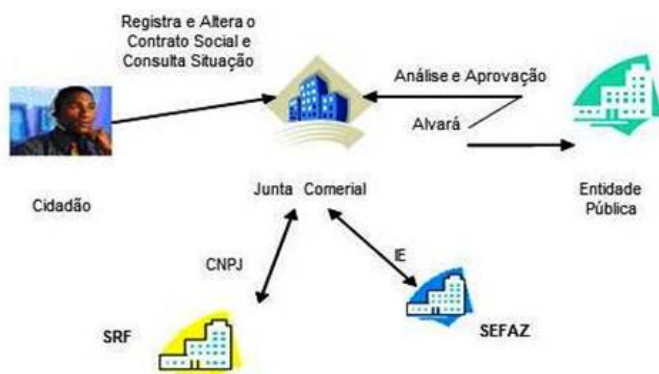 Registra e Altera o
Contrato Social e
Consulta Situação
Análise e Aprovação
Alvará
Cidadão
Junta Comerial
Entidade
Pública
CNPJ
IE
SRF
SEFAZ